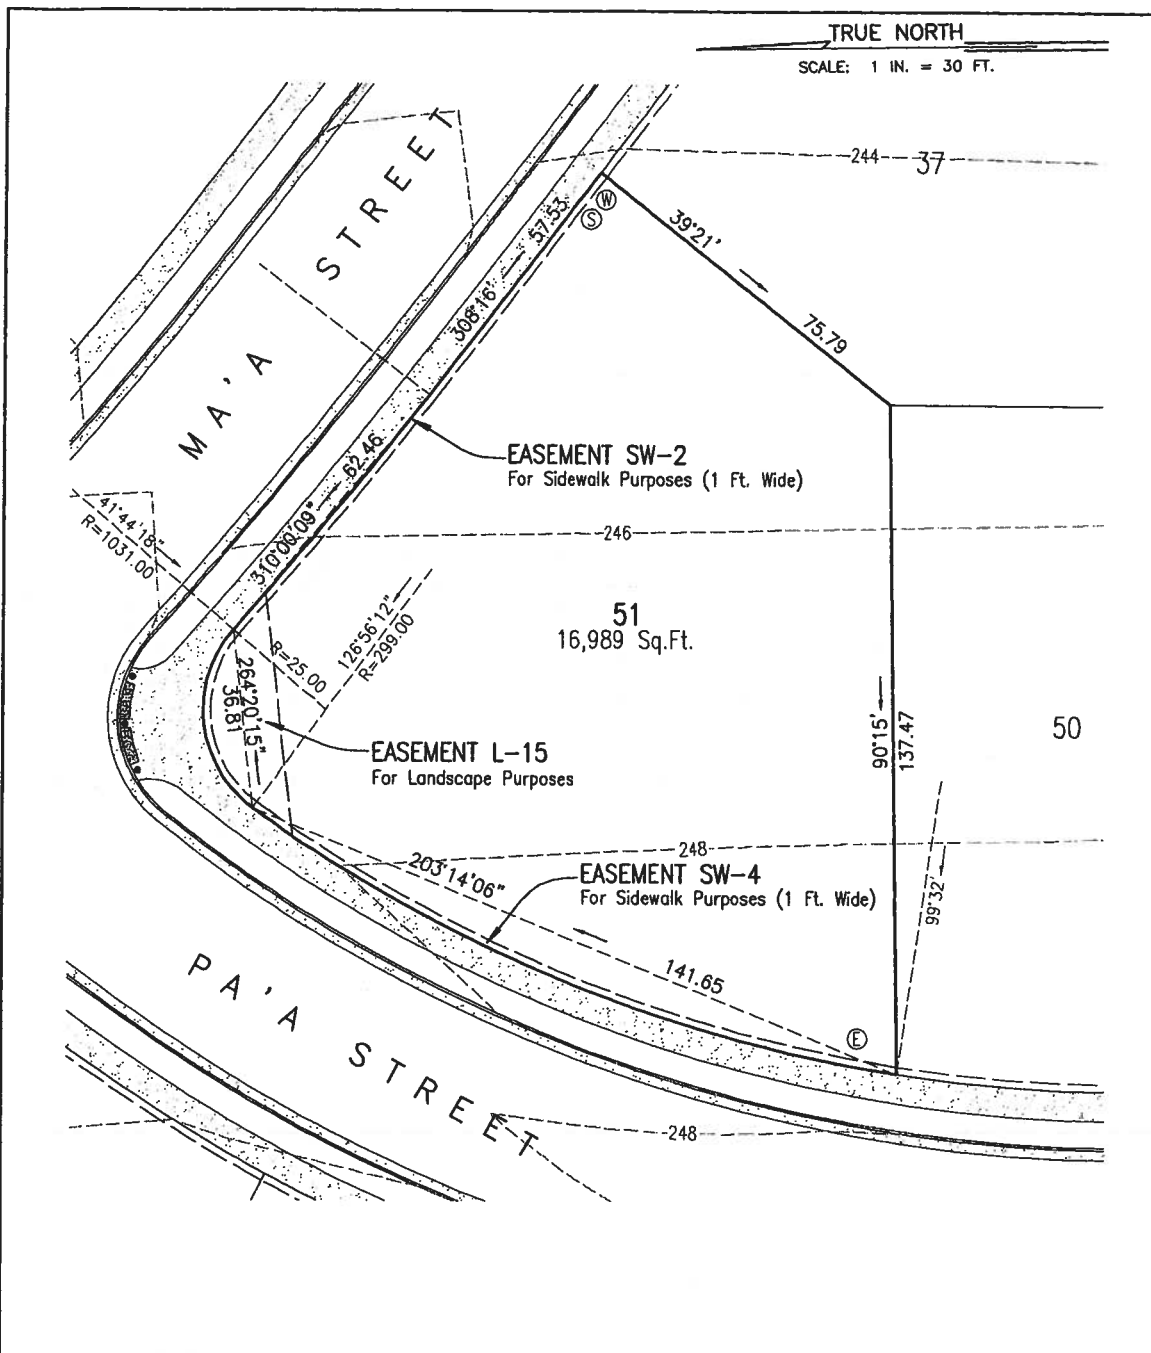 TRUE NORTH
SCALE: 1 IN. = 30 FT.
244
37
MA'A STREET
W
S
39°21'
75.79
57.53
308°16'
EASEMENT SW-2
For Sidewalk Purposes (1 Ft. Wide)
62.46
310°00'09"
246
41°44'18"
R=1031.00
51
16,989 Sq.Ft.
126°56'12"
R=299.00
R=25.00
264°20'15"
36.81
EASEMENT L-15
For Landscape Purposes
90°15'
137.47
50
248
203°14'06"
EASEMENT SW-4
For Sidewalk Purposes (1 Ft. Wide)
99°32'
141.65
E
PA'A STREET
248